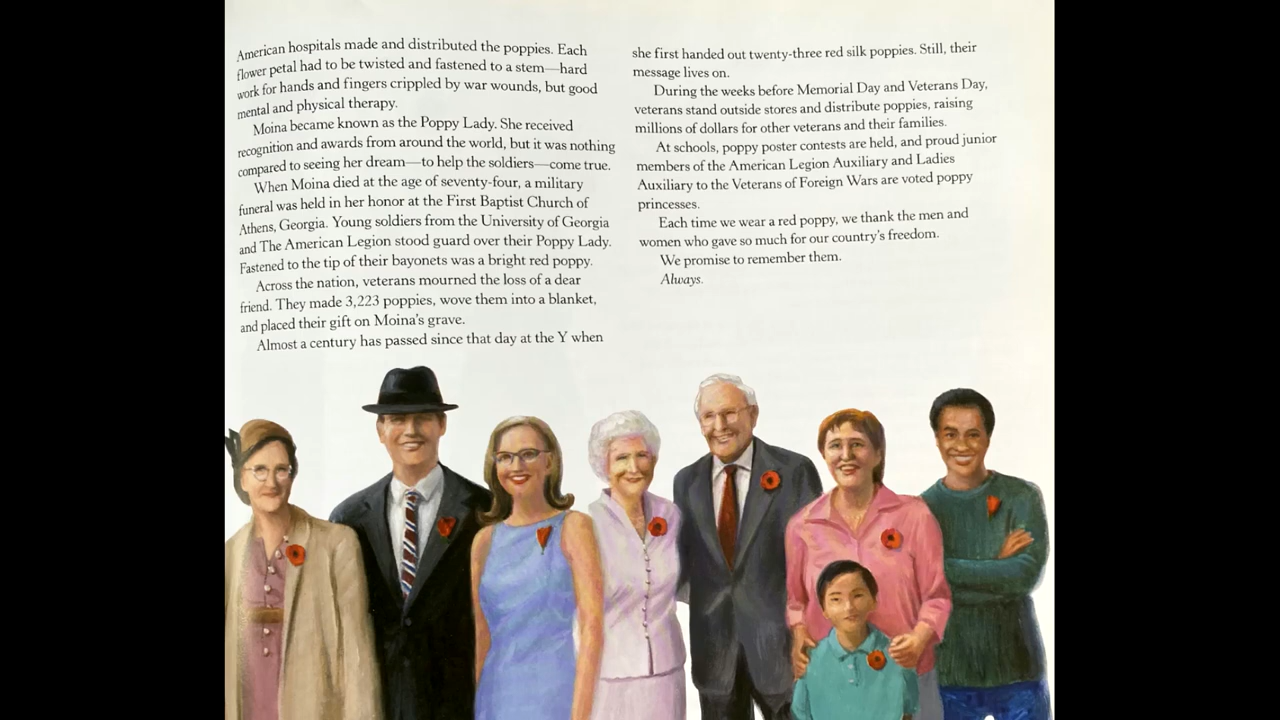 American hospitals made and distributed the poppies. Each
flower petal had to be twisted and fastened to a stem—hard
work for hands and fingers crippled by war wounds, but good
mental and physical therapy.
Moina became known as the Poppy Lady. She received
recognition and awards from around the world, but it was nothing
compared to seeing her dream—to help the soldiers—come true.
When Moina died at the age of seventy-four, a military
funeral was held in her honor at the First Baptist Church of
Athens, Georgia. Young soldiers from the University of Georgia
and The American Legion stood guard over their Poppy Lady.
Fastened to the tip of their bayonets was a bright red poppy.
Across the nation, veterans mourned the loss of a dear
friend. They made 3,223 poppies, wove them into a blanket,
and placed their gift on Moina's grave.
Almost a century has passed since that day at the Y when
she first handed out twenty-three red silk poppies. Still, their
message lives on.
During the weeks before Memorial Day and Veterans Day,
veterans stand outside stores and distribute poppies, raising
millions of dollars for other veterans and their families.
At schools, poppy poster contests are held, and proud junior
members of the American Legion Auxiliary and Ladies
Auxiliary to the Veterans of Foreign Wars are voted poppy
princesses.
Each time we wear a red poppy, we thank the men and
women who gave so much for our country's freedom.
We promise to remember them.
Always.